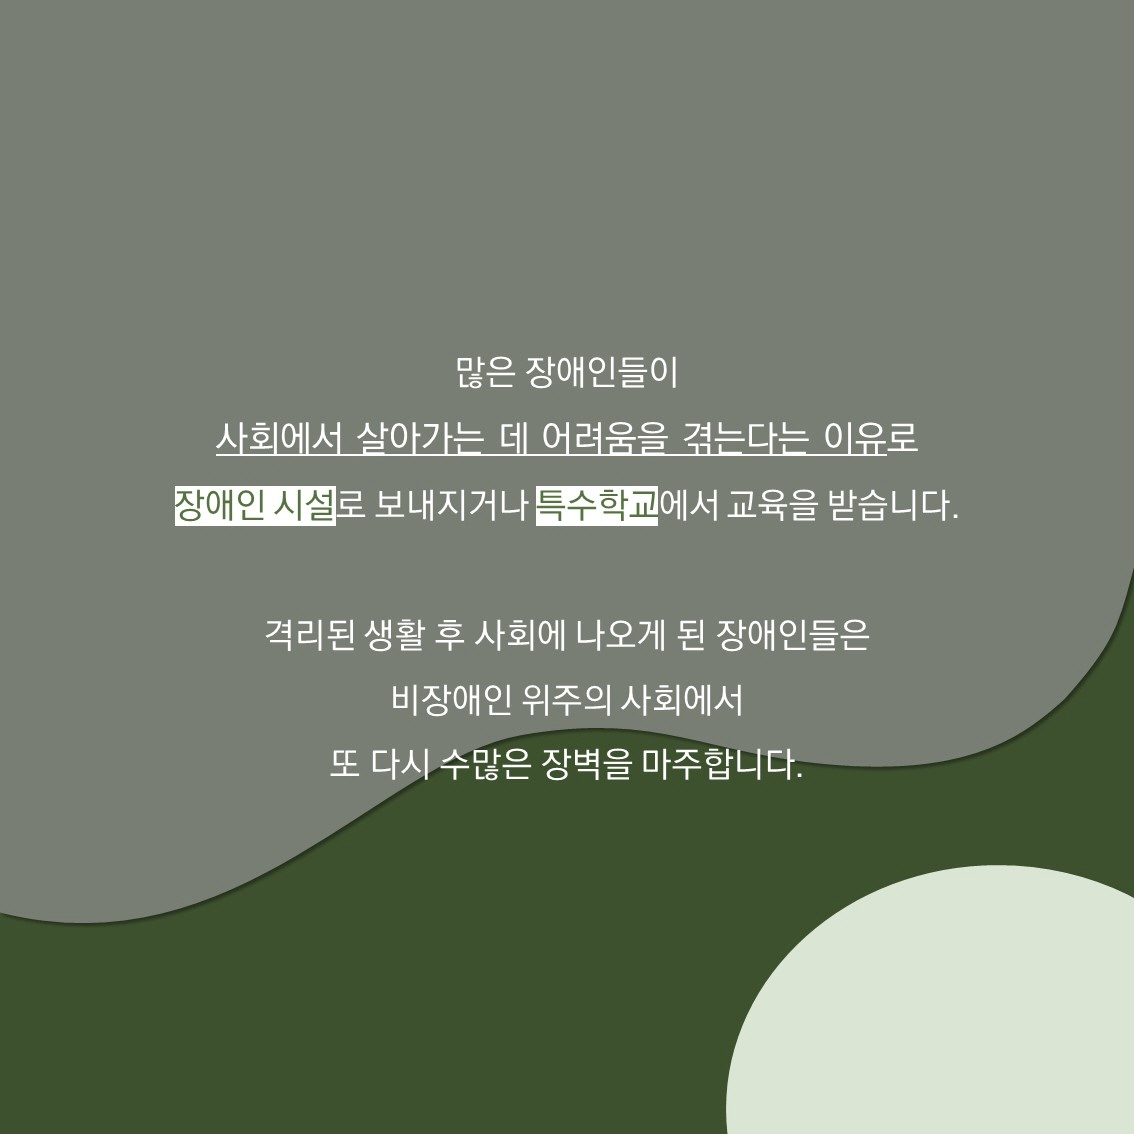 많은 장애인들이
사회에서 살아가는 데 어려움을 겪는다는 이유로
장애인 시설로 보내지거나 특수학교에서 교육을 받습니다.
격리된 생활 후 사회에 나오게 된 장애인들은
비장애인 위주의 사회에서
또 다시 수많은 장벽을 마주합니다.